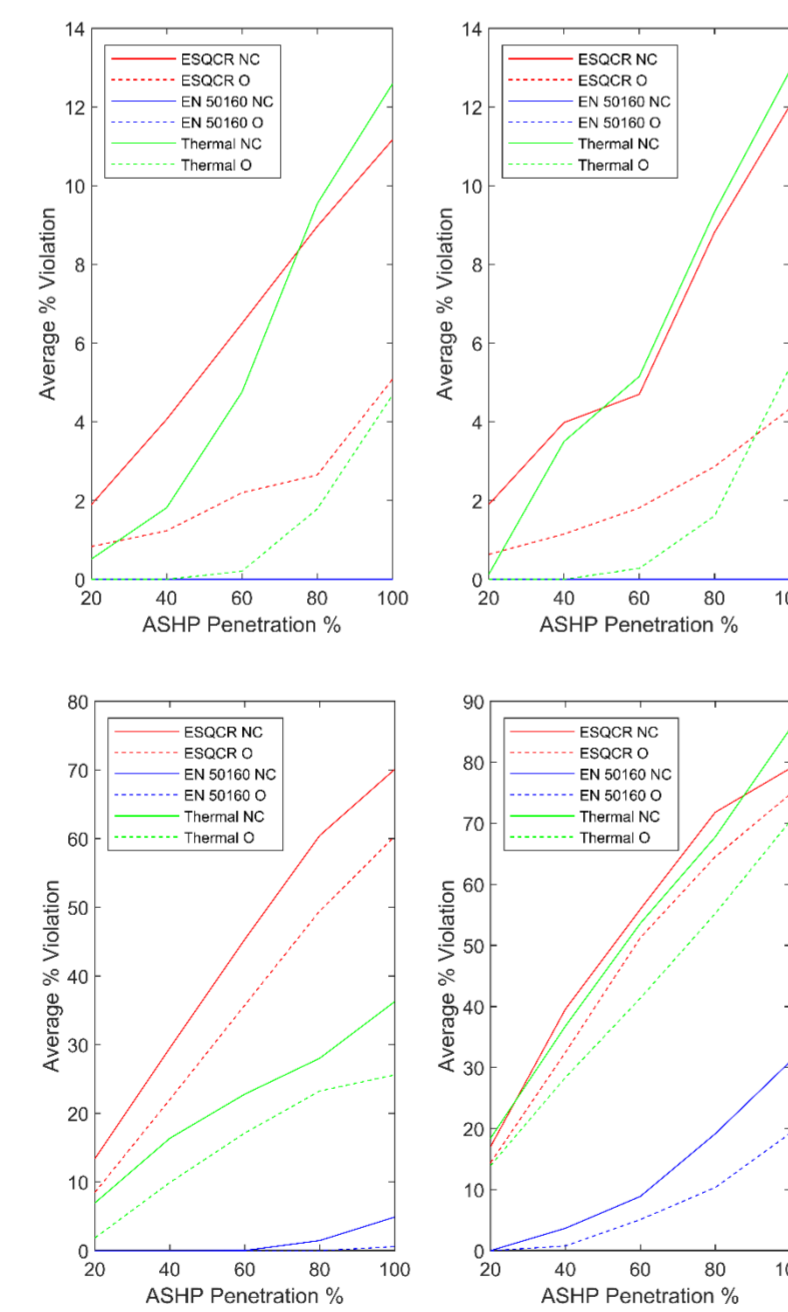 14
12
10
8
6
4
2
0
Average % Violation
ESQCR NC
ESQCR O
EN 50160 NC
EN 50160 O
Thermal NC
Thermal O
20 40 60 80 100
ASHP Penetration %
14
12
10
8
6
4
2
0
Average % Violation
ESQCR NC
ESQCR O
EN 50160 NC
EN 50160 O
Thermal NC
Thermal O
20 40 60 80
ASHP Penetration %
80
70
60
50
40
30
20
10
0
Average % Violation
ESQCR NC
ESQCR O
EN 50160 NC
EN 50160 O
Thermal NC
Thermal O
20 40 60 80 100
ASHP Penetration %
90
80
70
60
50
40
30
20
10
0
Average % Violation
ESQCR NC
ESQCR O
EN 50160 NC
EN 50160 O
Thermal NC
Thermal O
20 40 60 80
ASHP Penetration %